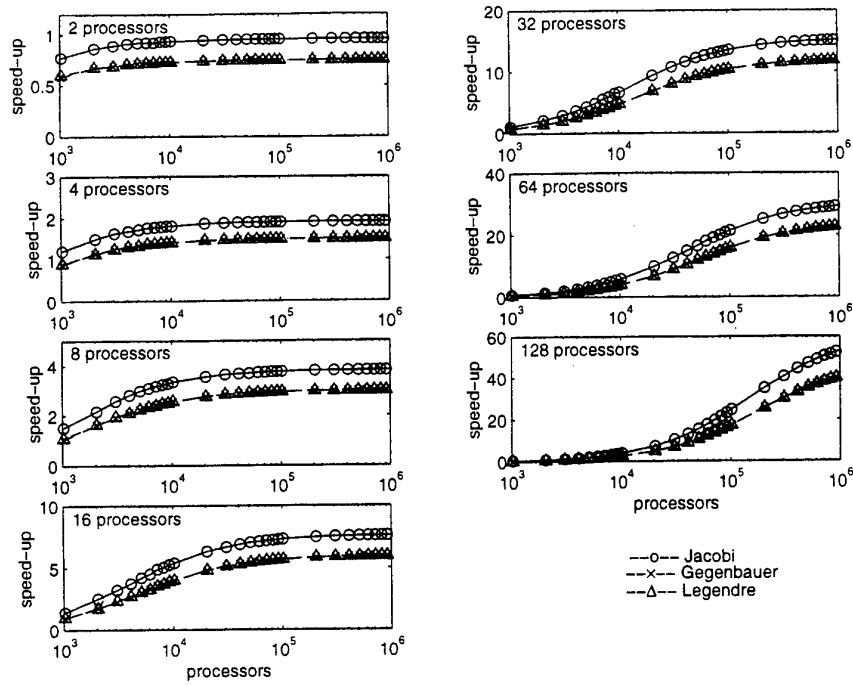 2 processors
speed-up
1
0.5
0
10^3
10^4
10^5
10^6
4 processors
speed-up
3
2
1
0
10^3
10^4
10^5
10^6
8 processors
speed-up
4
2
0
10^3
10^4
10^5
10^6
16 processors
speed-up
10
5
0
10^3
10^4
10^5
10^6
processors
32 processors
speed-up
20
10
0
10^3
10^4
10^5
10^6
64 processors
speed-up
40
20
0
10^3
10^4
10^5
10^6
128 processors
speed-up
60
40
20
0
10^3
10^4
10^5
10^6
processors
Jacobi
Gegenbauer
Legendre